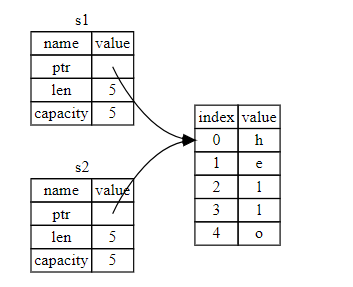 s1
name value
ptr
len 5
capacity 5
s2
name value
ptr
len 5
capacity 5
index value
0 h
1 e
2 l
3 l
4 o